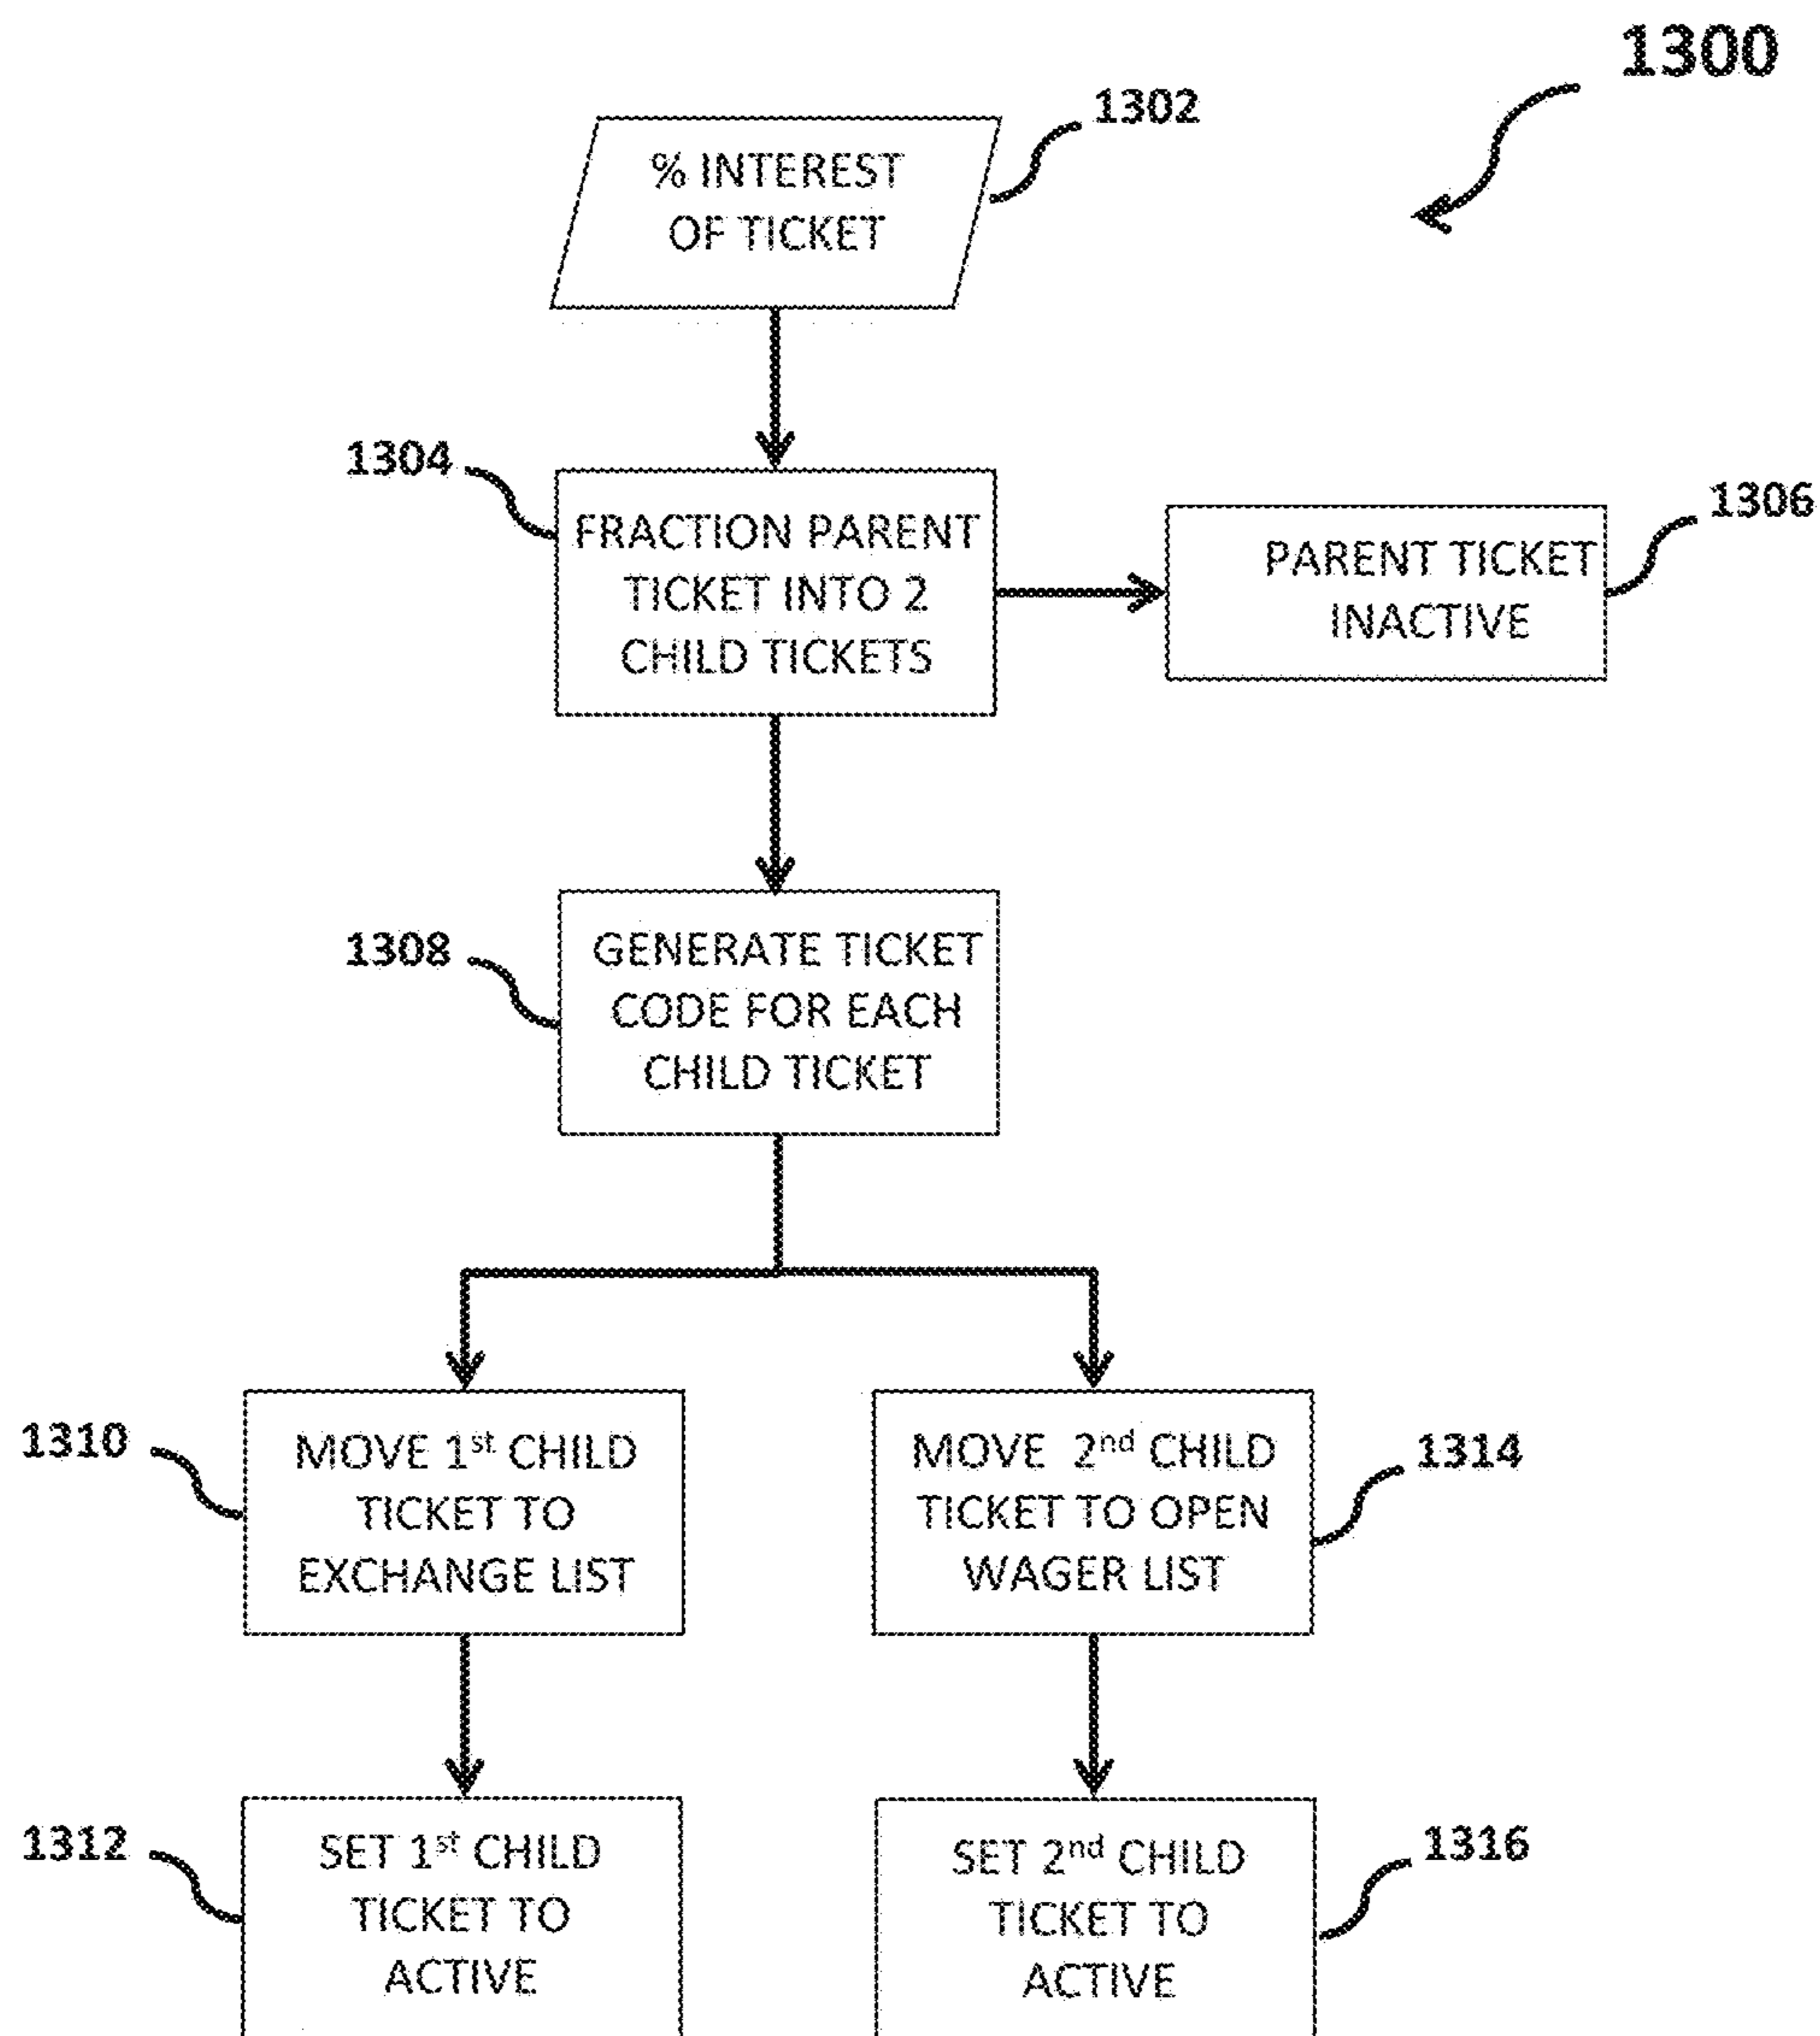 1300
1302
% INTEREST
OF TICKET
1304
FRACTION PARENT
TICKET INTO 2
CHILD TICKETS
1306
PARENT TICKET
INACTIVE
1308
GENERATE TICKET
CODE FOR EACH
CHILD TICKET
1310
MOVE 1st CHILD
TICKET TO
EXCHANGE LIST
MOVE 2nd CHILD
TICKET TO OPEN
WAGER LIST
1314
1312
SET 1st CHILD
TICKET TO
ACTIVE
SET 2nd CHILD
TICKET TO
ACTIVE
1316